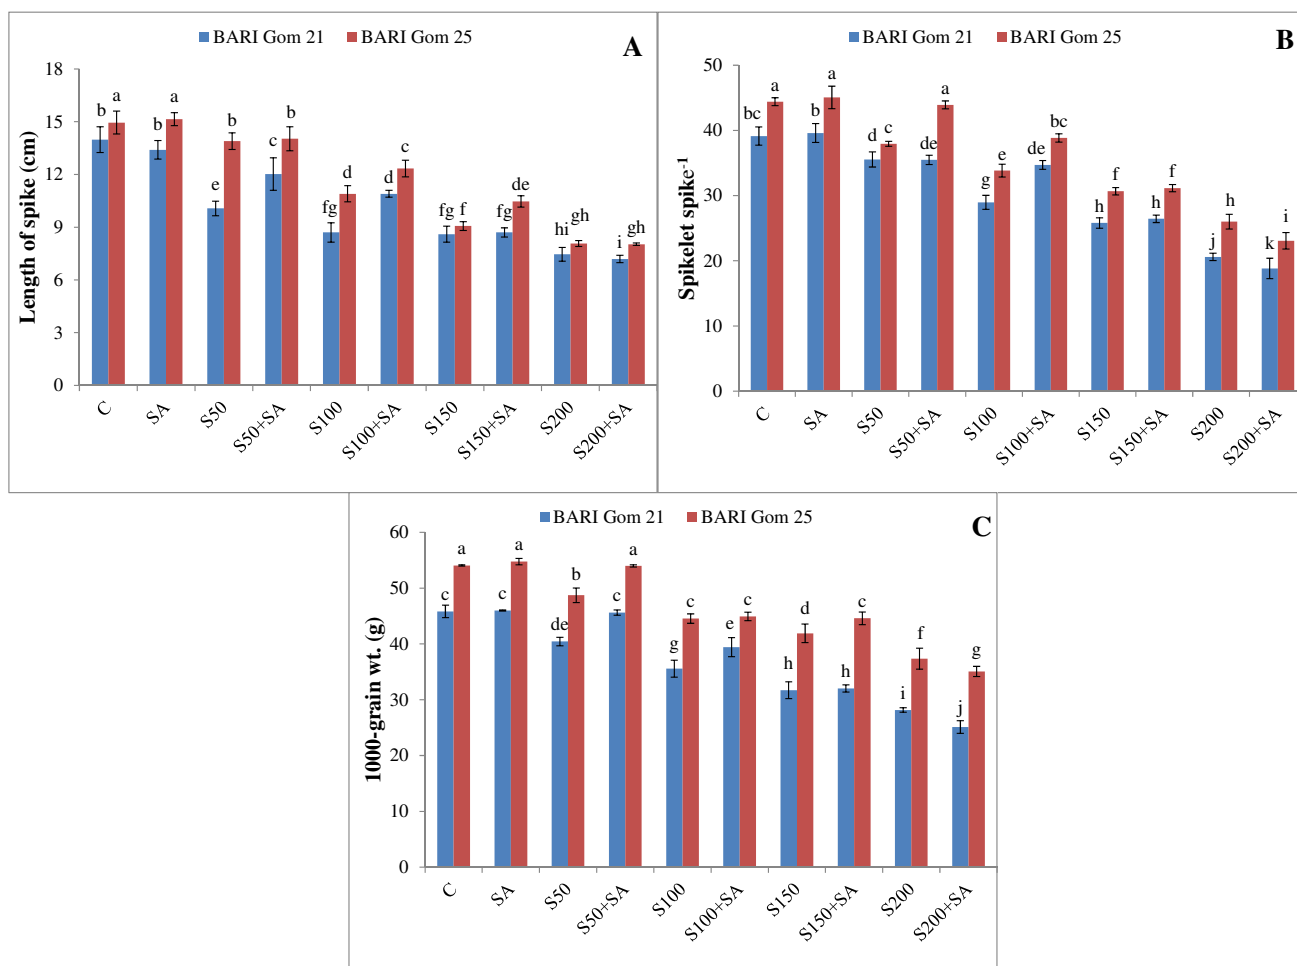 BARI Gom 21 BARI Gom 25
A
Length of spike (cm)
18
15
12
9
6
3
0
b a b a e b c b fg d d c fg f fg de hi gh i gh
C SA S50 S50+SA S100 S100+SA S150 S150+SA S200 S200+SA
BARI Gom 21 BARI Gom 25
B
Spikelet spike-1
50
40
30
20
10
0
bc a b a d c de a g e de bc h f h f j h k i
C SA S50 S50+SA S100 S100+SA S150 S150+SA S200 S200+SA
BARI Gom 21 BARI Gom 25
C
1000-grain wt. (g)
60
50
40
30
20
10
0
c a c a de b c a g c e c h d h c i f j g
C SA S50 S50+SA S100 S100+SA S150 S150+SA S200 S200+SA